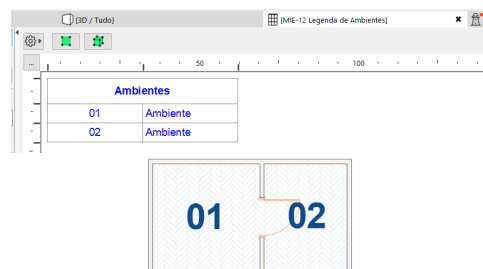 [3D / Tudo]
[MIE-12 Legenda de Ambientes]
...
50
100
Ambientes
01 Ambiente
02 Ambiente
01 02